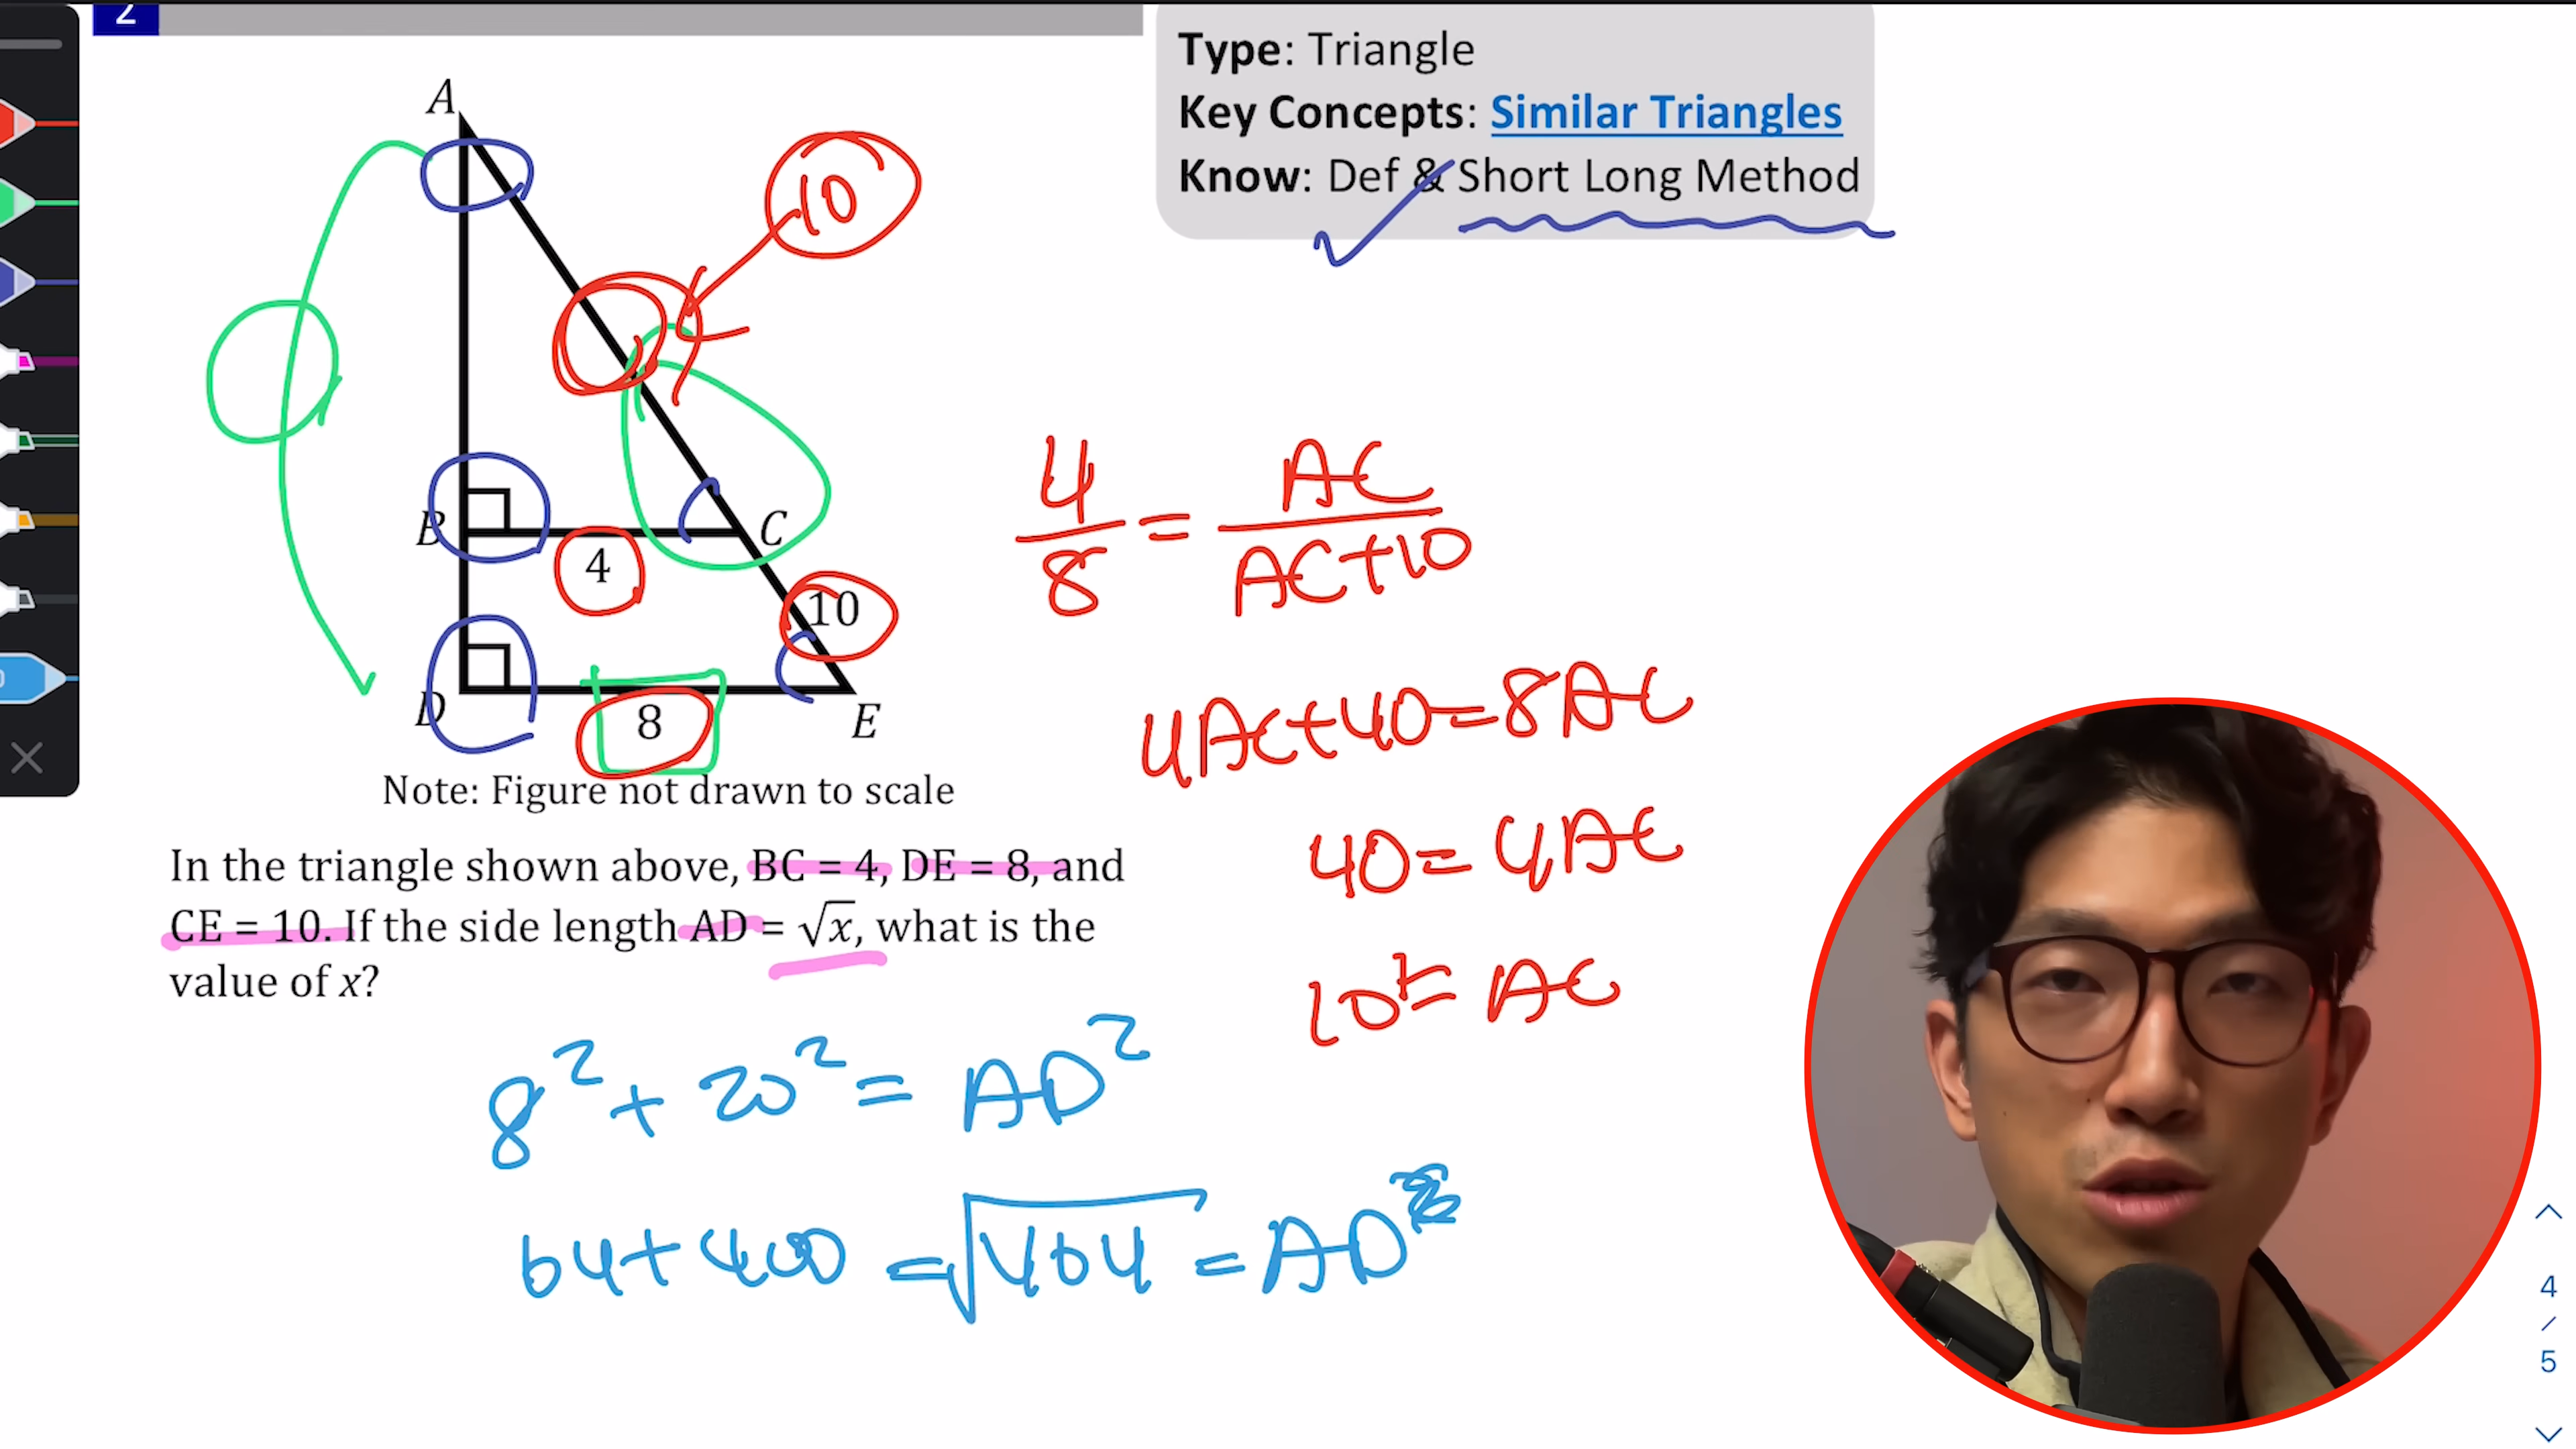 2
Type: Triangle
Key Concepts: Similar Triangles
Know: Def & Short Long Method
A
10
B
C
4
10
D
8
E
Note: Figure not drawn to scale
In the triangle shown above, BC = 4, DE = 8, and
CE = 10. If the side length AD = √x, what is the
value of x?
4/8 = AC/AC+10
4AC+40=8AC
40=4AC
10=AC
8²+20²=AD²
64+400=√464=AD
4
/
5